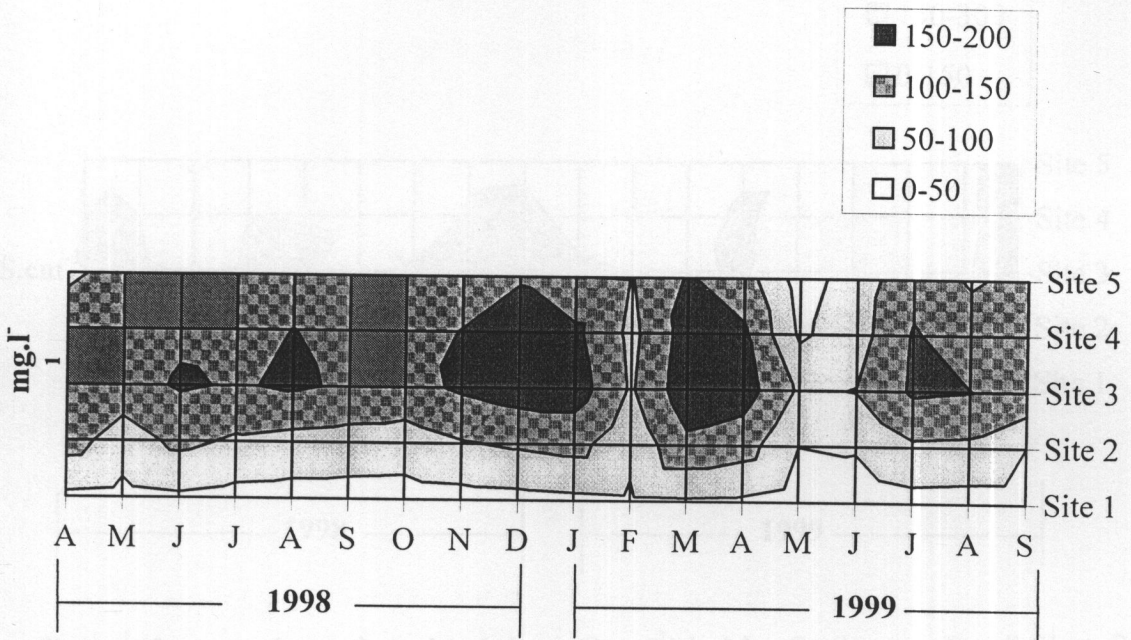 150-200
100-150
50-100
0-50
Site 5
Site 4
Site 3
Site 2
Site 1
mg.l-
1
A M J J A S O N D J F M A M J J A S
1998
1999